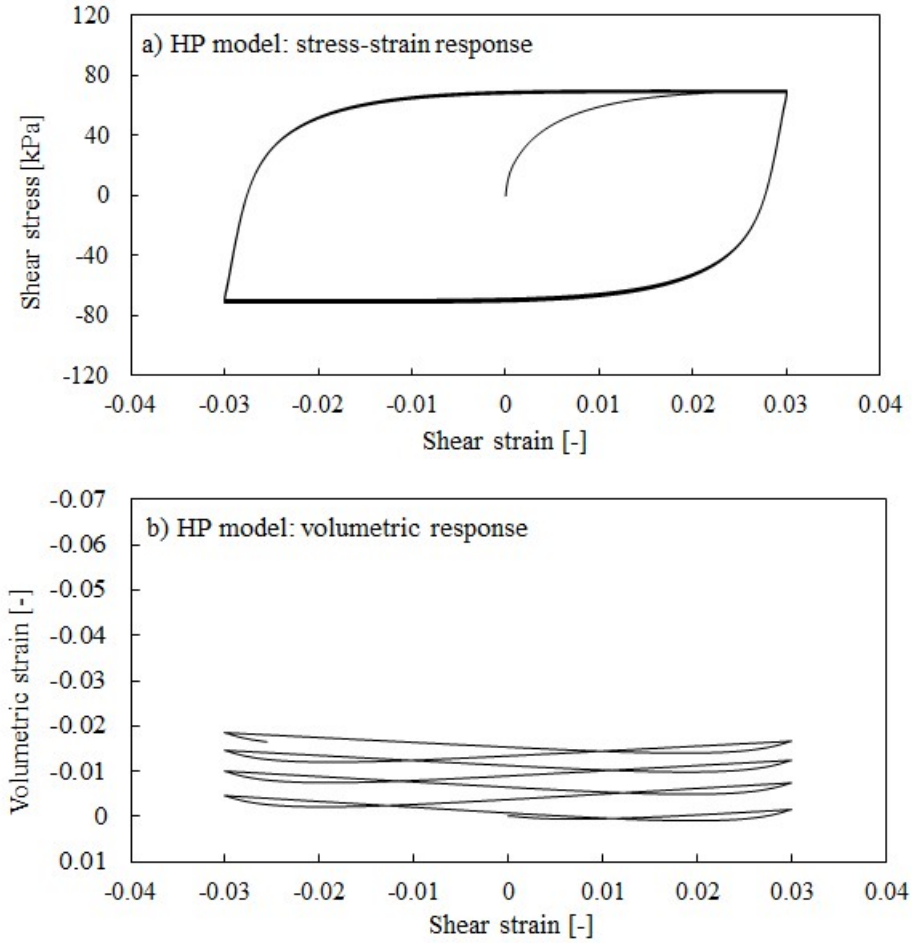 120
a) HP model: stress-strain response
80
40
0
-40
-80
-120
Shear stress [kPa]
-0.04 -0.03 -0.02 -0.01 0 0.01 0.02 0.03 0.04
Shear strain [-]
-0.07
b) HP model: volumetric response
-0.06
-0.05
-0.04
-0.03
-0.02
-0.01
0
0.01
Volumetric strain [-]
-0.04 -0.03 -0.02 -0.01 0 0.01 0.02 0.03 0.04
Shear strain [-]